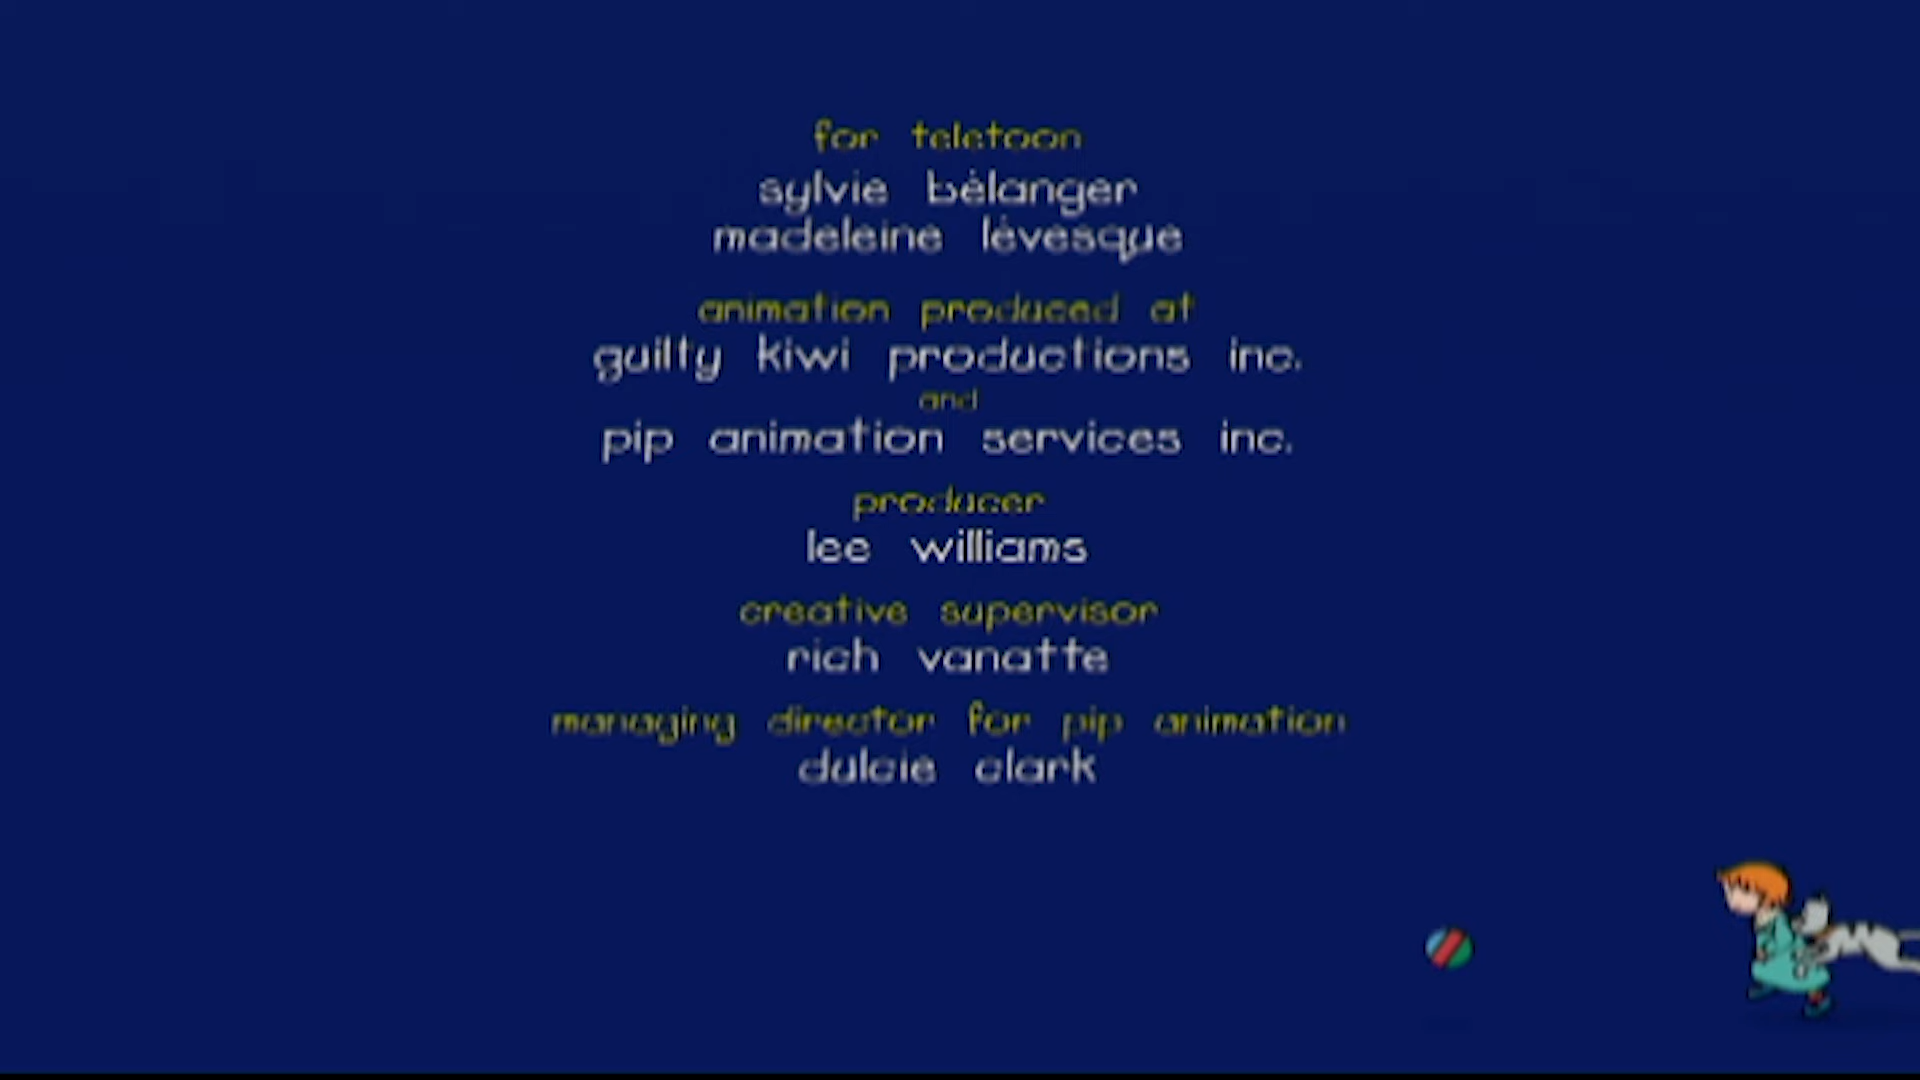 for teletoon
sylvie bélanger
madeleine lévesque
animation produced at
guilty kiwi productions inc.
and
pip animation services inc.
producer
lee williams
creative supervisor
rich vanatte
managing director for pip animation
dulcie clark